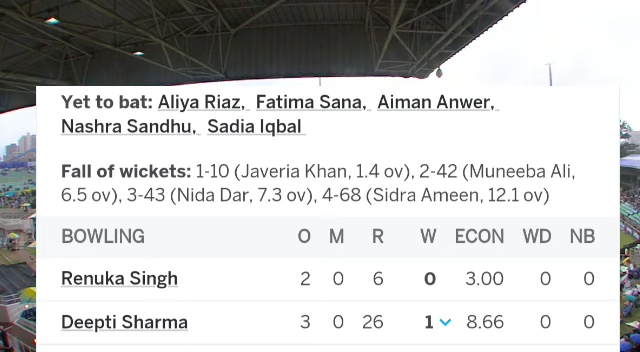 Yet to bat: Aliya Riaz, Fatima Sana, Aiman Anwer,
Nashra Sandhu, Sadia Iqbal
Fall of wickets: 1-10 (Javeria Khan, 1.4 ov), 2-42 (Muneeba Ali,
6.5 ov), 3-43 (Nida Dar, 7.3 ov), 4-68 (Sidra Ameen, 12.1 ov)
BOWLING O M R W ECON WD NB
Renuka Singh 2 0 6 0 3.00 0 0
Deepti Sharma 3 0 26 1 8.66 0 0